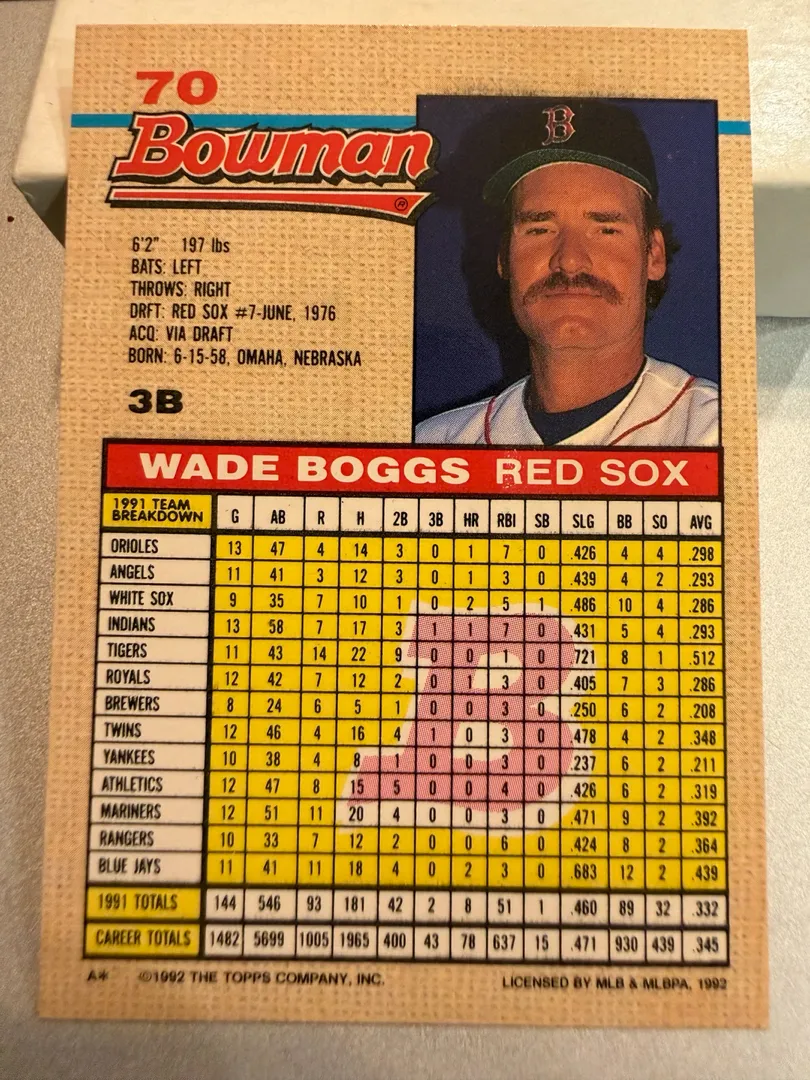 70
Bowman®
6'2" 197 lbs
BATS: LEFT
THROWS: RIGHT
DRFT: RED SOX #7-JUNE, 1976
ACQ: VIA DRAFT
BORN: 6-15-58, OMAHA, NEBRASKA
3B
B
WADE BOGGS RED SOX
1991 TEAM BREAKDOWN G AB R H 2B 3B HR RBI SB SLG BB SO AVG
ORIOLES 13 47 4 14 3 0 1 7 0 .426 4 4 .298
ANGELS 11 41 3 12 3 0 1 3 0 .439 4 2 .293
WHITE SOX 9 35 7 10 1 0 2 5 1 .486 10 4 .286
INDIANS 13 58 7 17 3 1 1 7 0 .431 5 4 .293
TIGERS 11 43 14 22 9 0 0 1 0 .721 8 1 .512
ROYALS 12 42 7 12 2 0 1 3 0 .405 7 3 .286
BREWERS 8 24 6 5 1 0 0 3 0 .250 6 2 .208
TWINS 12 46 4 16 4 1 0 3 0 .478 4 2 .348
YANKEES 10 38 4 8 1 0 0 3 0 .237 6 2 .211
ATHLETICS 12 47 8 15 5 0 0 4 0 .426 6 2 .319
MARINERS 12 51 11 20 4 0 0 3 0 .471 9 2 .392
RANGERS 10 33 7 12 2 0 0 6 0 .424 8 2 .364
BLUE JAYS 11 41 11 18 4 0 2 3 0 .683 12 2 .439
1991 TOTALS 144 546 93 181 42 2 8 51 1 .460 89 32 .332
CAREER TOTALS 1482 5699 1005 1965 400 43 78 637 15 .471 930 439 .345
A* ©1992 THE TOPPS COMPANY, INC. LICENSED BY MLB & MLBPA, 1992